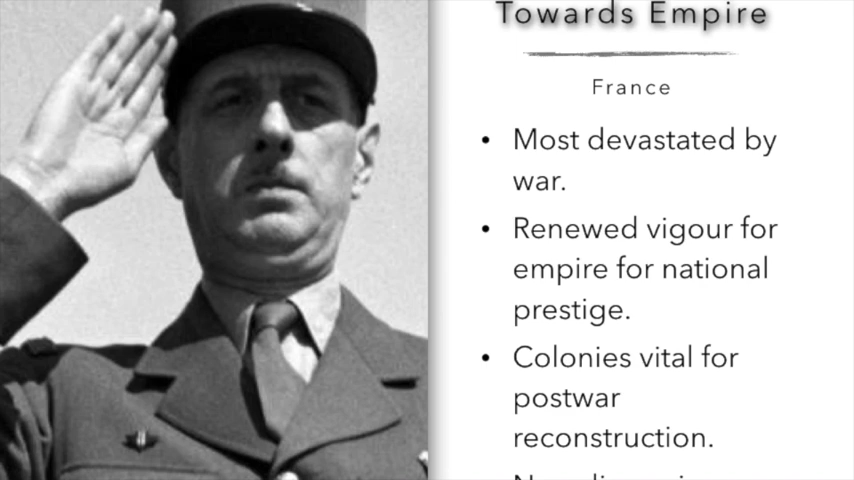 Towards Empire
France
• Most devastated by
war.
• Renewed vigour for
empire for national
prestige.
• Colonies vital for
postwar
reconstruction.